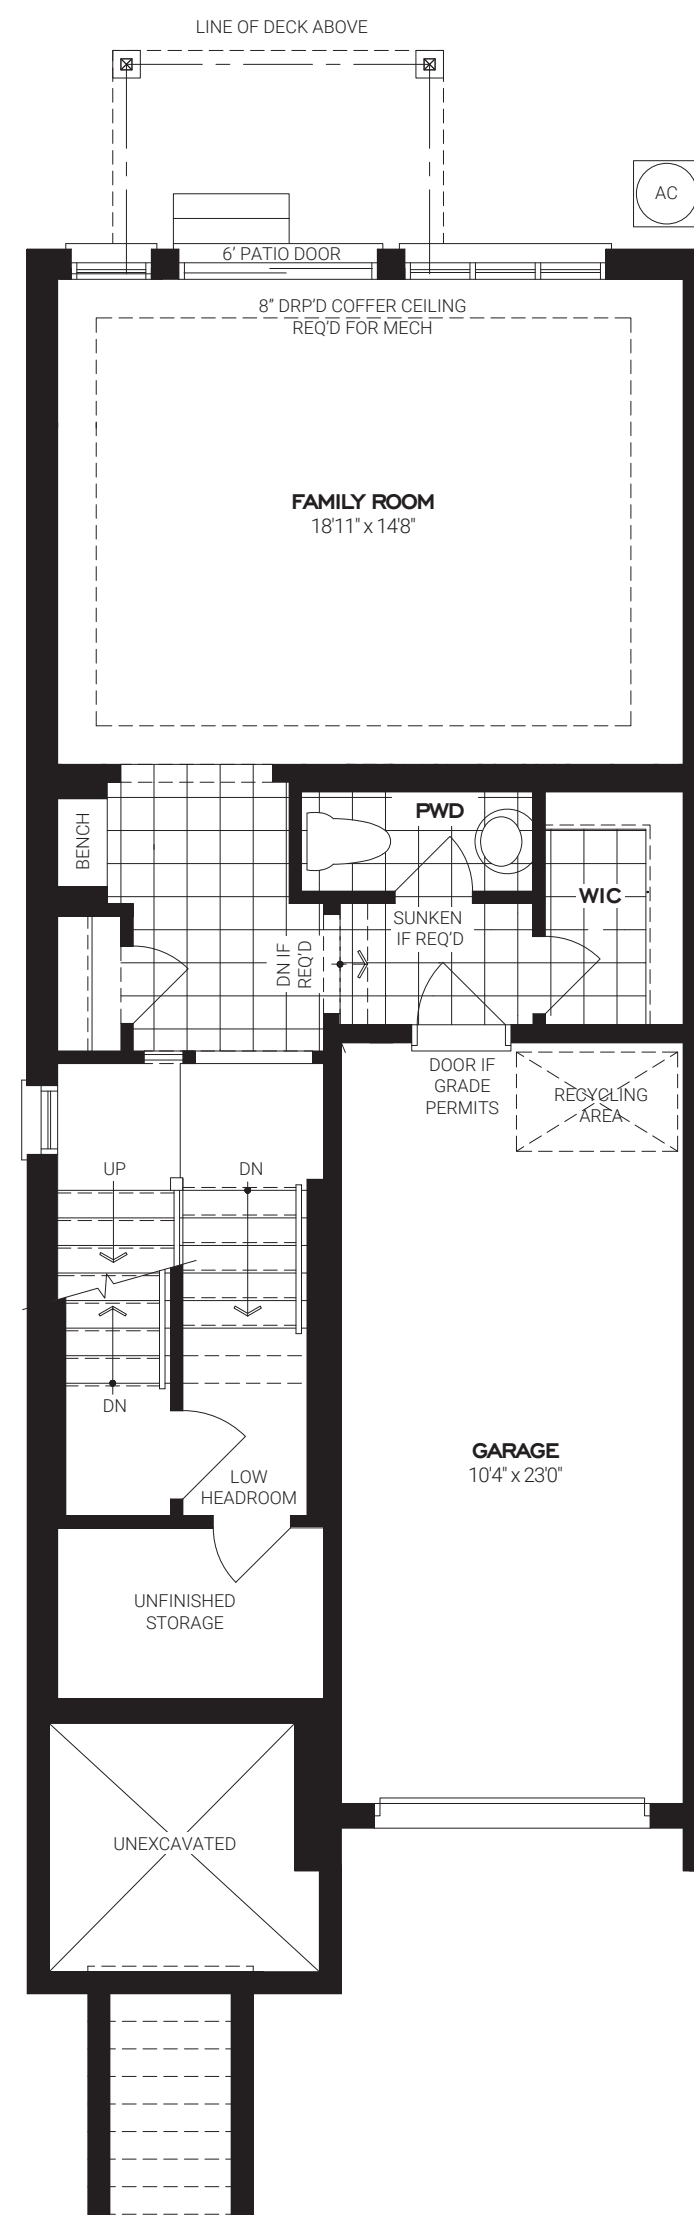 LINE OF DECK ABOVE
AC
6' PATIO DOOR
8" DRP'D COFFER CEILING
REQ'D FOR MECH
FAMILY ROOM
18'11" x 14'8"
BENCH
PWD
WIC
SUNKEN
IF REQ'D
DN IF
REQ'D
DOOR IF
GRADE
PERMITS
RECYCLING
AREA
UP
DN
DN
LOW
HEADROOM
GARAGE
10'4" x 23'0"
UNFINISHED
STORAGE
UNEXCAVATED